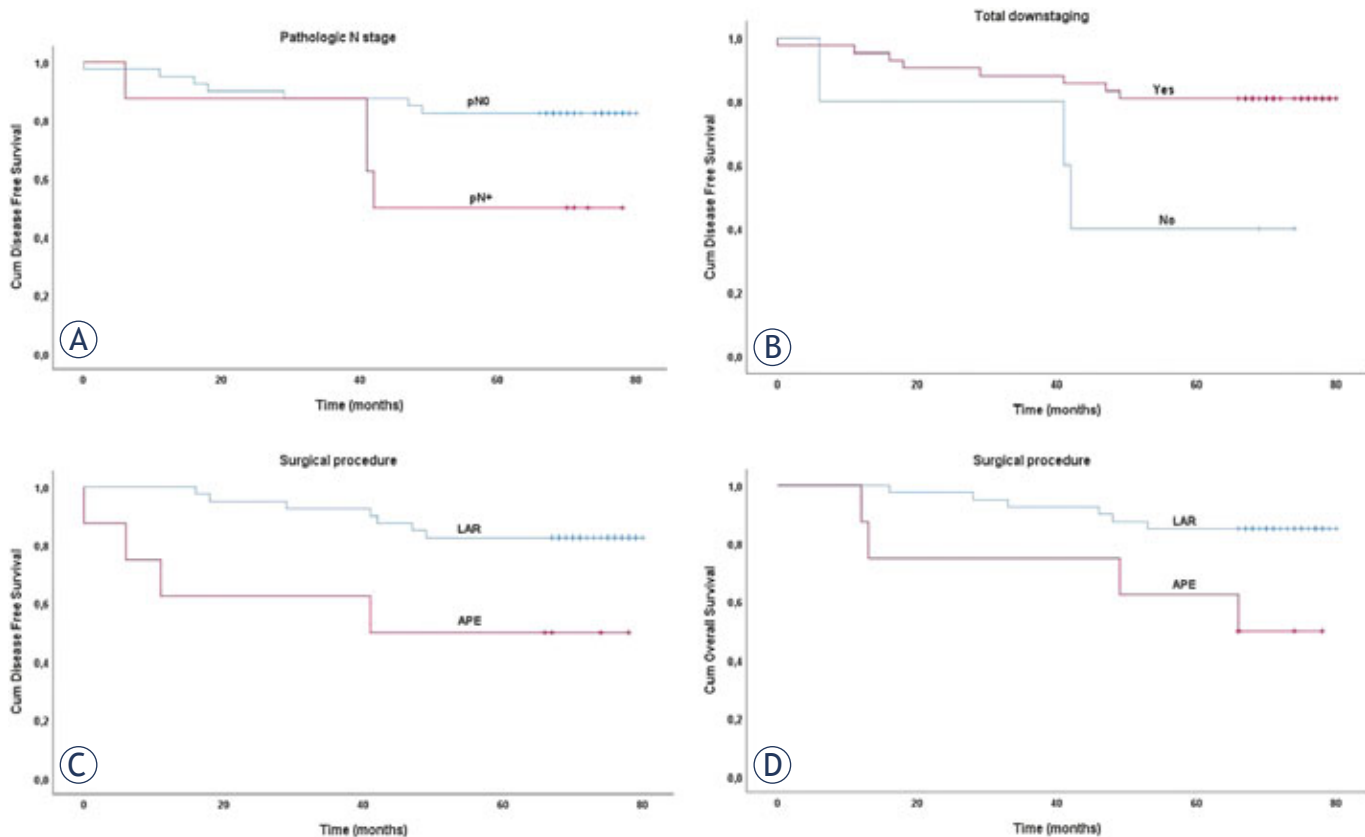 Pathologic N stage
Cum Disease Free Survival
1,0
0,8
0,6
0,4
0,2
0,0
pN0
pN+
A
0
20
40
60
80
Time (months)
Total downstaging
Cum Disease Free Survival
1,0
0,8
0,6
0,4
0,2
0,0
Yes
No
B
0
20
40
60
80
Time (months)
Surgical procedure
Cum Disease Free Survival
1,0
0,8
0,6
0,4
0,2
0,0
LAR
APE
C
0
20
40
60
80
Time (months)
Surgical procedure
Cum Overall Survival
1,0
0,8
0,6
0,4
0,2
0,0
LAR
APE
D
0
20
40
60
80
Time (months)